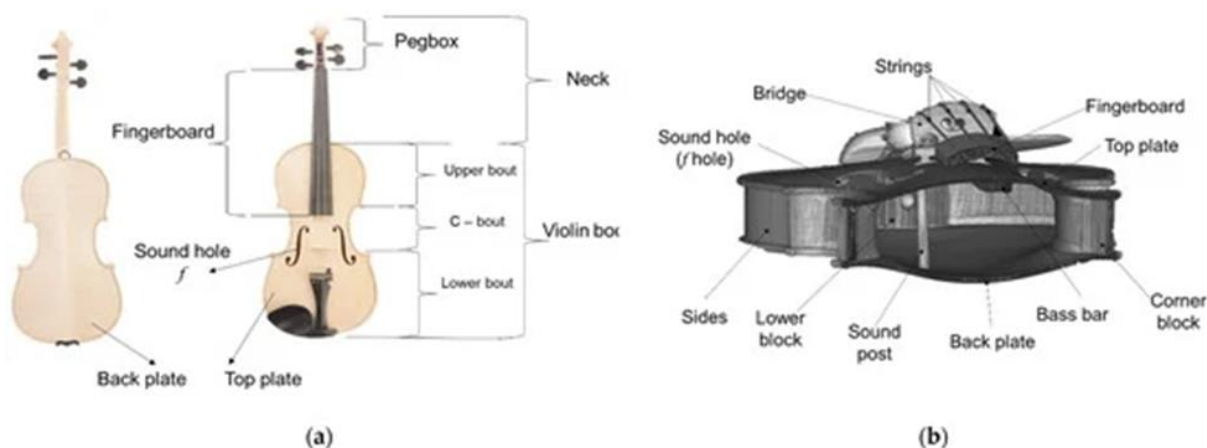 Pegbox
Neck
Fingerboard
Upper bout
C – bout
Violin boo
Sound hole
f
Lower bout
Back plate
Top plate
(a)
Strings
Bridge
Fingerboard
Sound hole
(f hole)
Top plate
Sides
Lower
block
Sound
post
Back plate
Bass bar
Corner
block
(b)